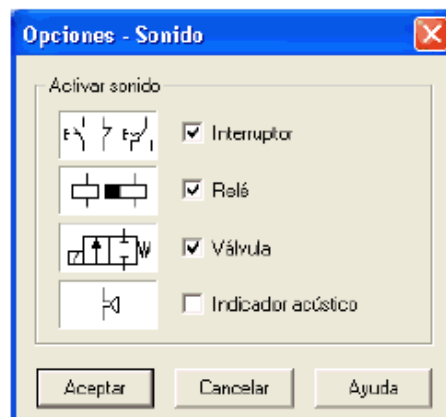 Opciones - Sonido
Activar sonido
Interruptor
Relé
Válvula
Indicador acústico
Aceptar
Cancelar
Ayuda